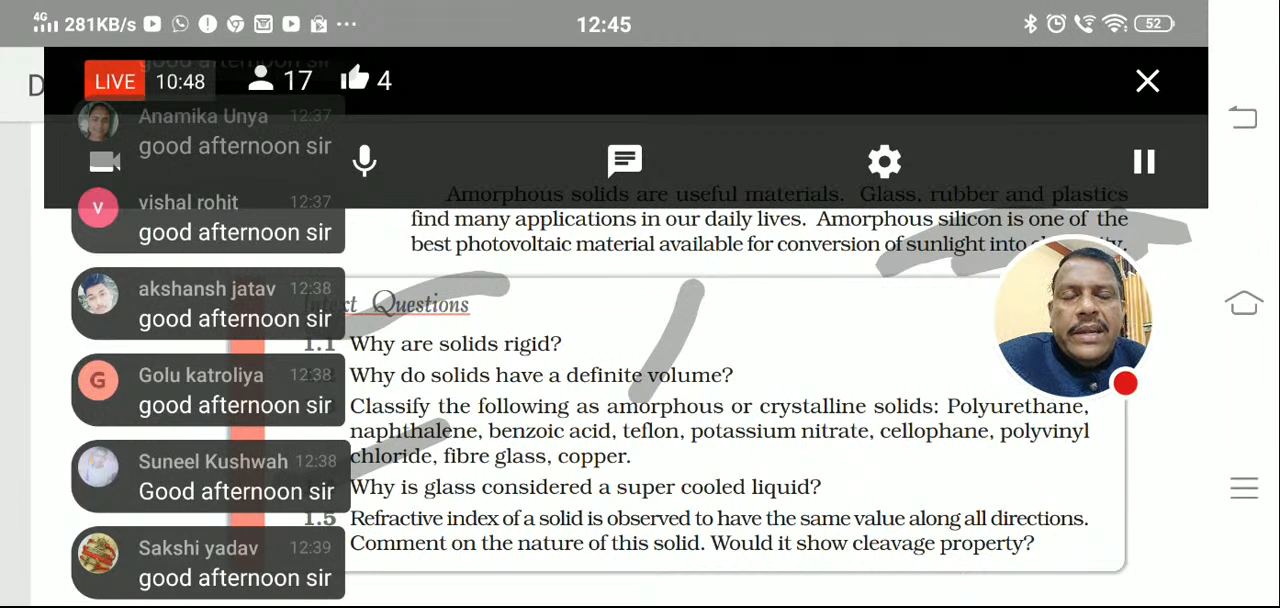 4G
281KB/s
12:45
52
D
LIVE 10:48 17 4
good afternoon sir
Anamika Unya 12:37
good afternoon sir
vishal rohit 12:37
V
good afternoon sir
akshansh jatav 12:38
good afternoon sir
Golu katroliya 12:38
G
good afternoon sir
Suneel Kushwah 12:38
Good afternoon sir
Sakshi yadav 12:39
good afternoon sir
Amorphous solids are useful materials. Glass, rubber and plastics
find many applications in our daily lives. Amorphous silicon is one of the
best photovoltaic material available for conversion of sunlight into
Intext Questions
1.1 Why are solids rigid?
Why do solids have a definite volume?
Classify the following as amorphous or crystalline solids: Polyurethane,
naphthalene, benzoic acid, teflon, potassium nitrate, cellophane, polyvinyl
chloride, fibre glass, copper.
Why is glass considered a super cooled liquid?
1.5 Refractive index of a solid is observed to have the same value along all directions.
Comment on the nature of this solid. Would it show cleavage property?